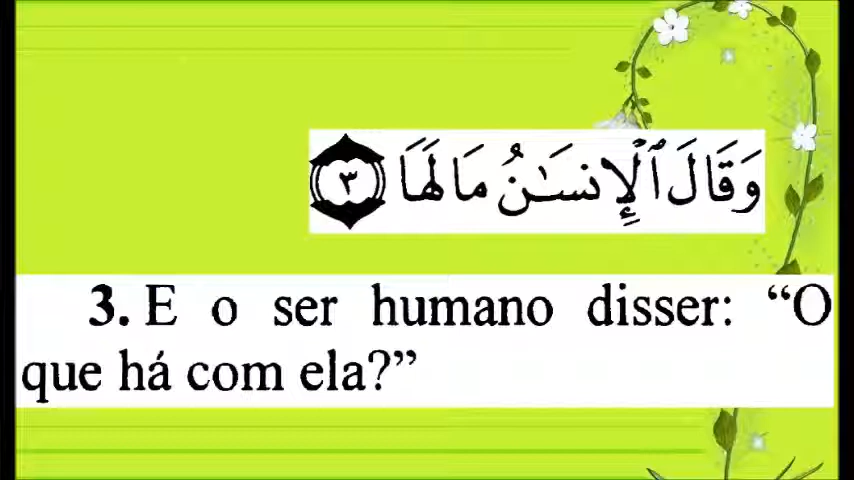 وَقَالَ ٱلْإِنسَـٰنُ مَا لَهَا ٣
3. E o ser humano disser: “O
que há com ela?”